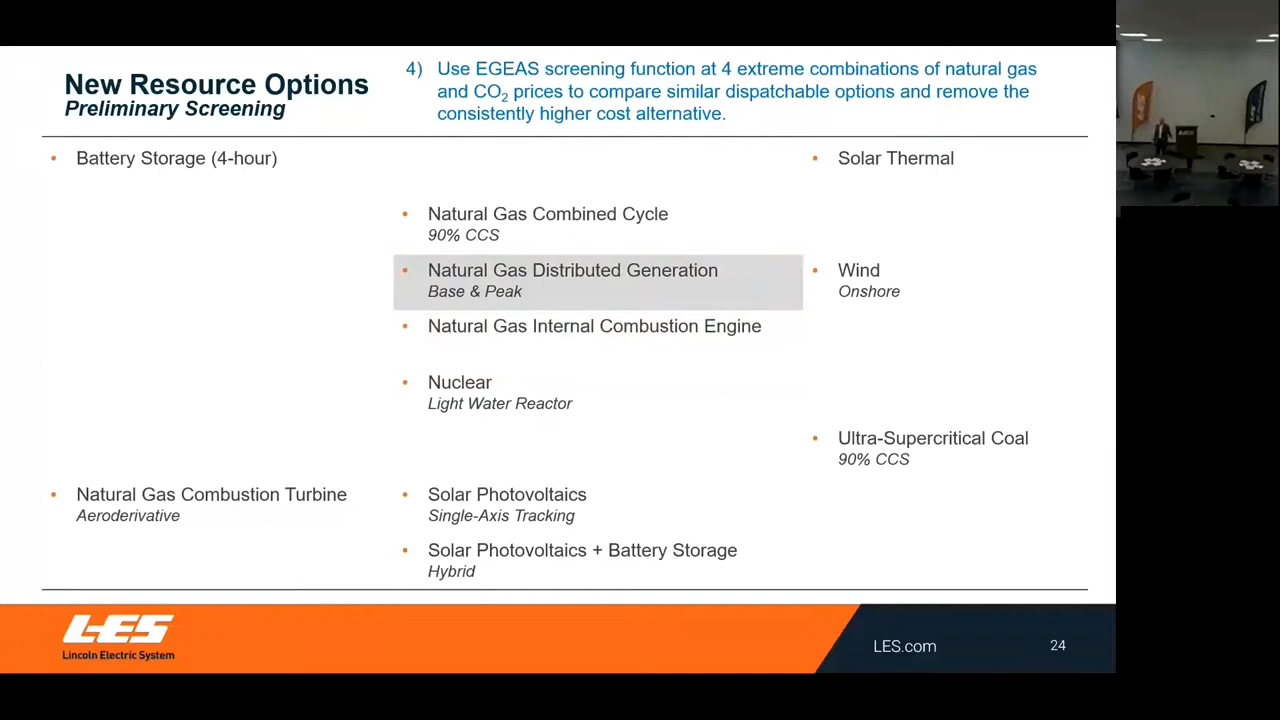 New Resource Options
Preliminary Screening
4) Use EGEAS screening function at 4 extreme combinations of natural gas
and CO₂ prices to compare similar dispatchable options and remove the
consistently higher cost alternative.
• Battery Storage (4-hour)
• Natural Gas Combustion Turbine
Aeroderivative
• Natural Gas Combined Cycle
90% CCS
• Natural Gas Distributed Generation
Base & Peak
• Natural Gas Internal Combustion Engine
• Nuclear
Light Water Reactor
• Solar Photovoltaics
Single-Axis Tracking
• Solar Photovoltaics + Battery Storage
Hybrid
• Solar Thermal
• Wind
Onshore
• Ultra-Supercritical Coal
90% CCS
LES
Lincoln Electric System
LES.com
24
LES